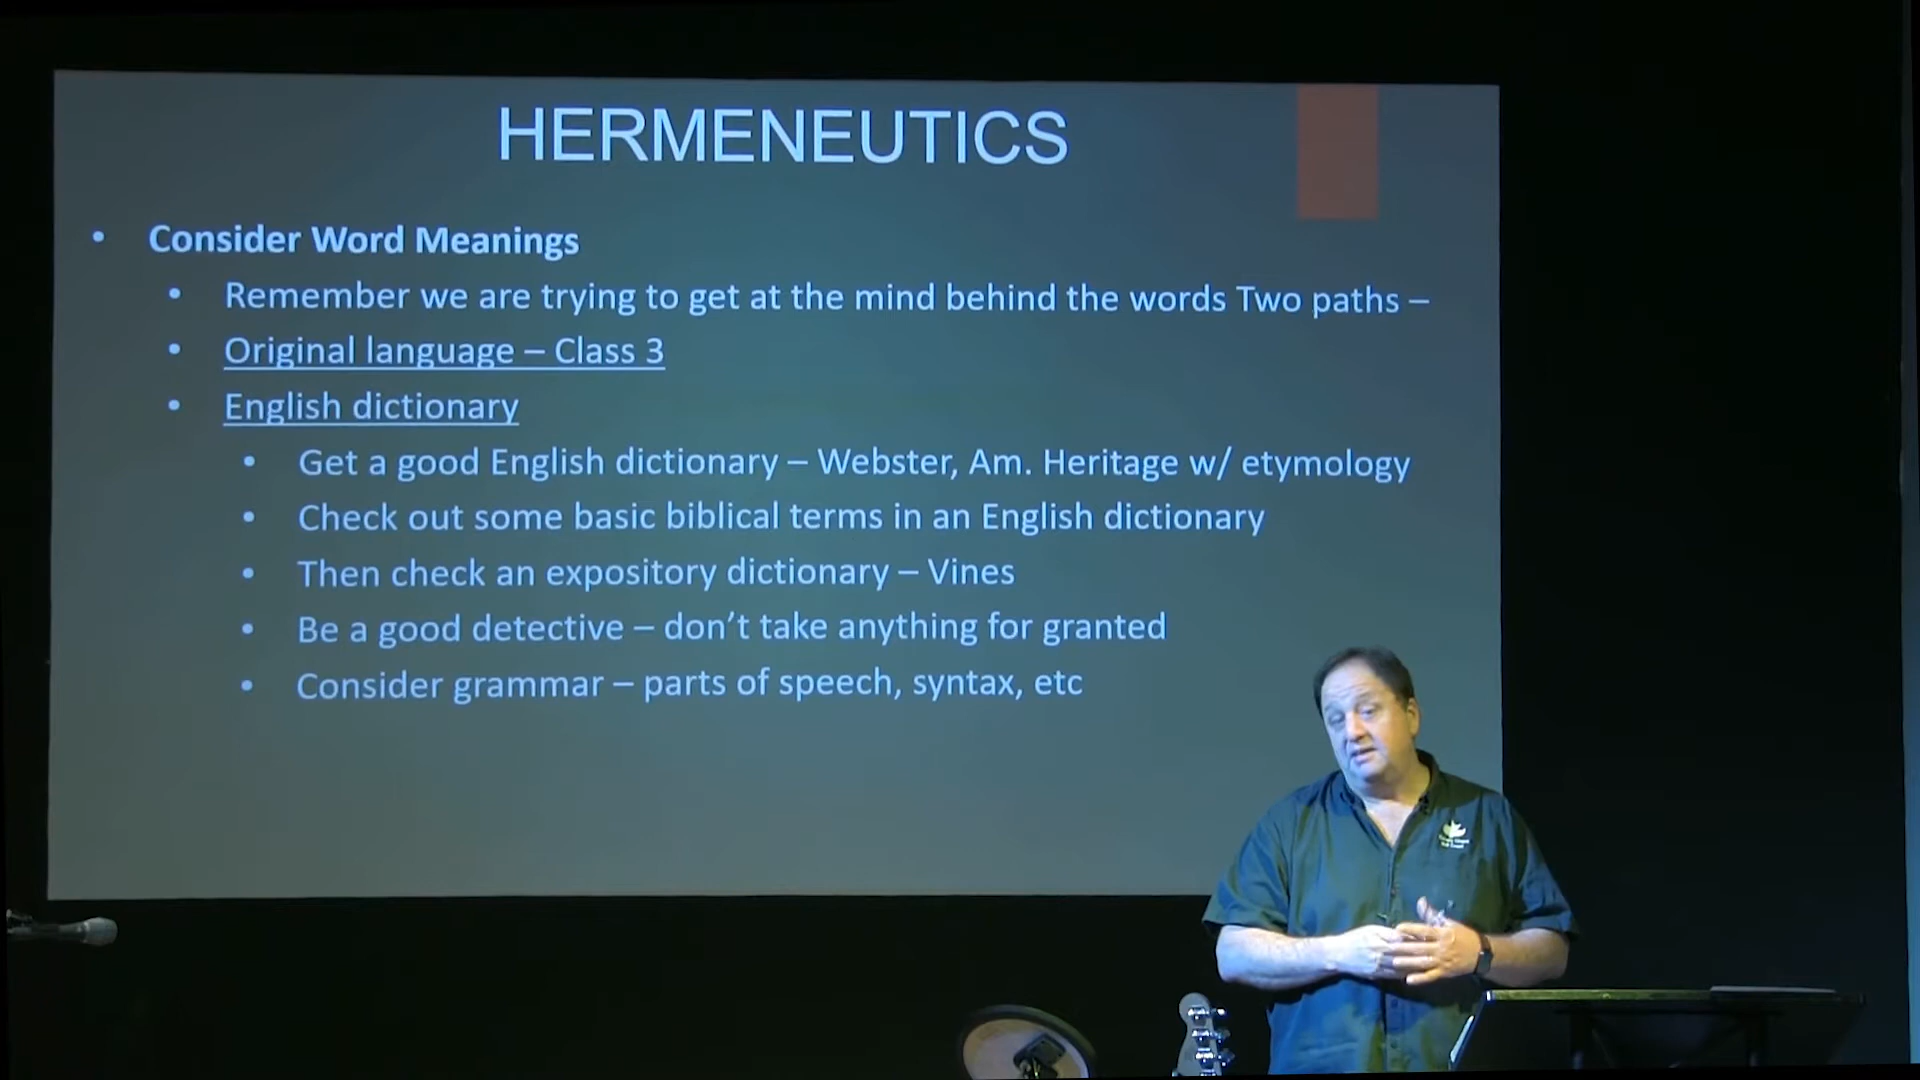 HERMENEUTICS
• Consider Word Meanings
• Remember we are trying to get at the mind behind the words Two paths –
• Original language – Class 3
• English dictionary
• Get a good English dictionary – Webster, Am. Heritage w/ etymology
• Check out some basic biblical terms in an English dictionary
• Then check an expository dictionary – Vines
• Be a good detective – don't take anything for granted
• Consider grammar – parts of speech, syntax, etc